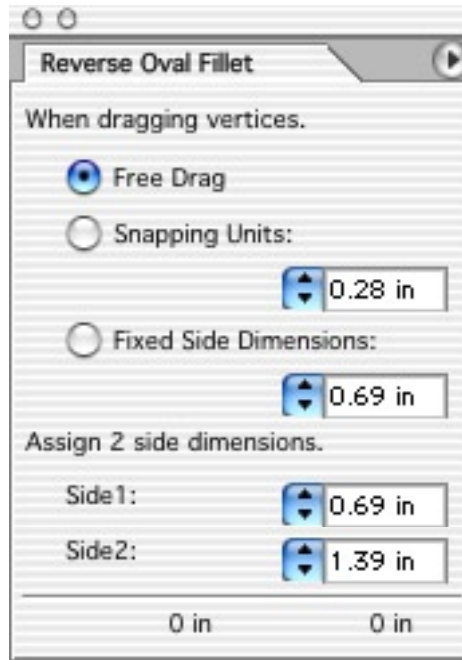 Reverse Oval Fillet
When dragging vertices.
Free Drag
Snapping Units:
0.28 in
Fixed Side Dimensions:
0.69 in
Assign 2 side dimensions.
Side1: 0.69 in
Side2: 1.39 in
0 in 0 in